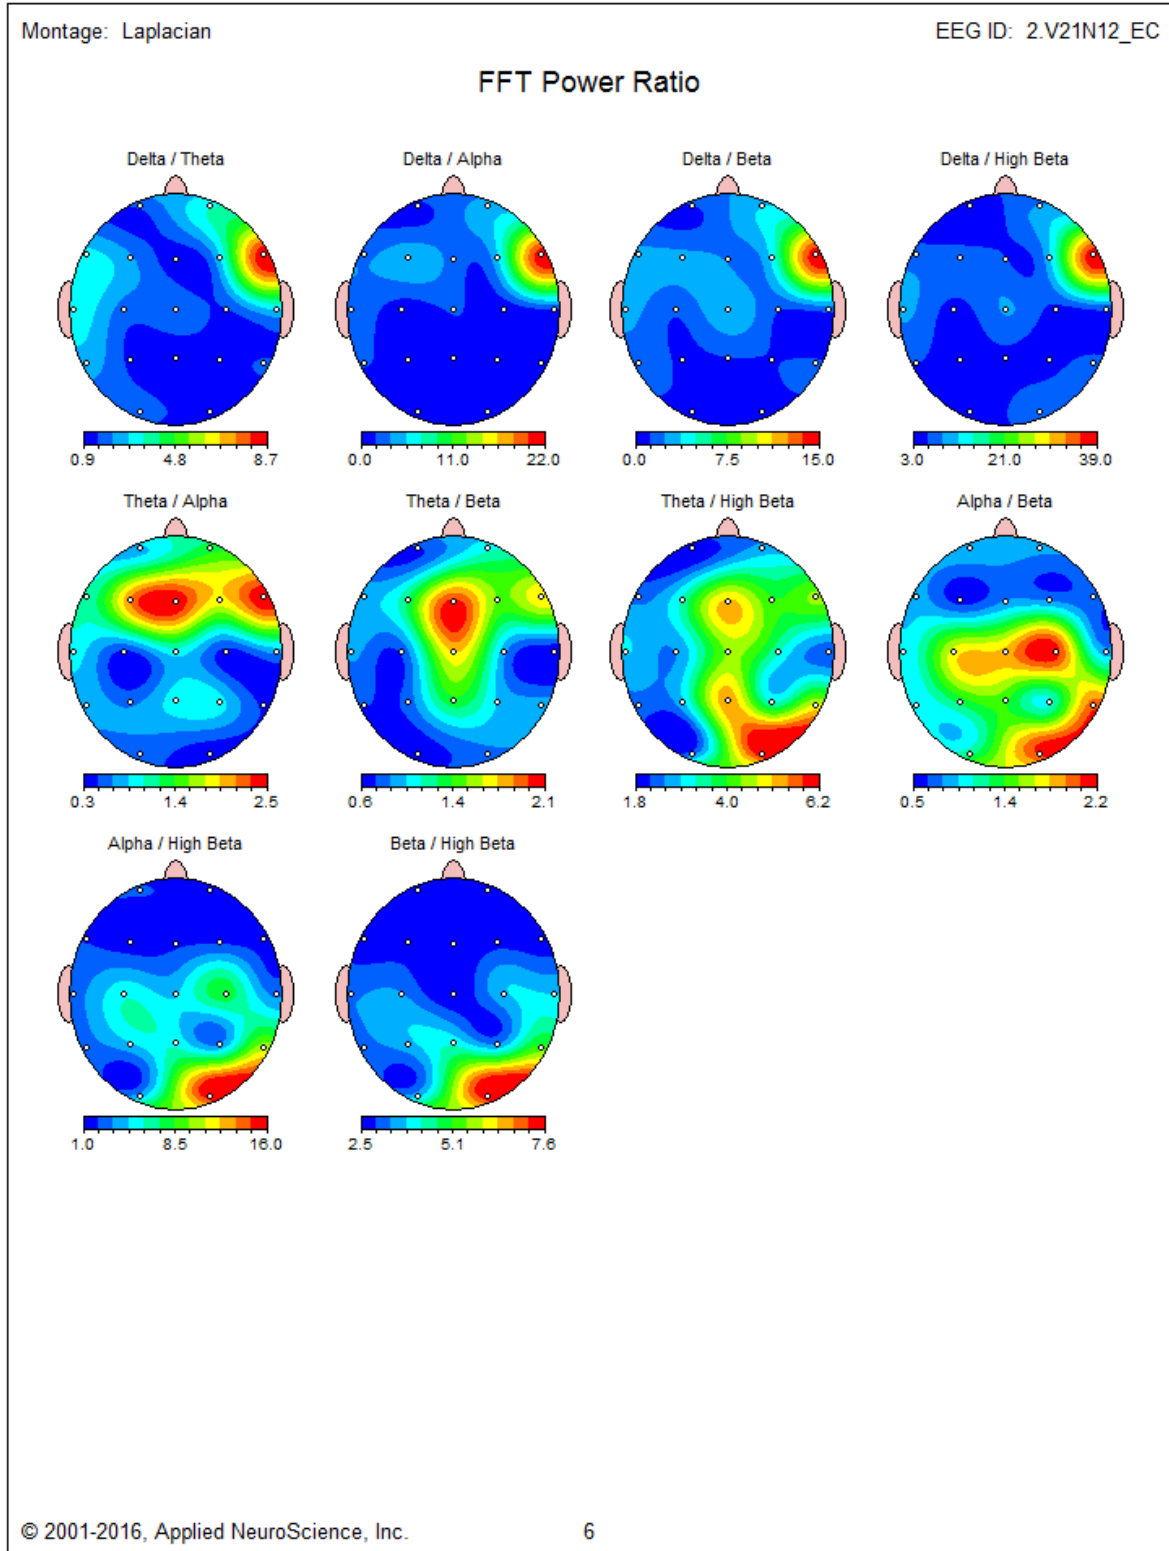 Montage: Laplacian EEG ID: 2.V21N12_EC
FFT Power Ratio
Delta / Theta Delta / Alpha Delta / Beta Delta / High Beta
0.9 4.8 8.7 0.0 11.0 22.0 0.0 7.5 15.0 3.0 21.0 39.0
Theta / Alpha Theta / Beta Theta / High Beta Alpha / Beta
0.3 1.4 2.5 0.6 1.4 2.1 1.8 4.0 6.2 0.5 1.4 2.2
Alpha / High Beta Beta / High Beta
1.0 8.5 16.0 2.5 5.1 7.6
© 2001-2016, Applied NeuroScience, Inc. 6